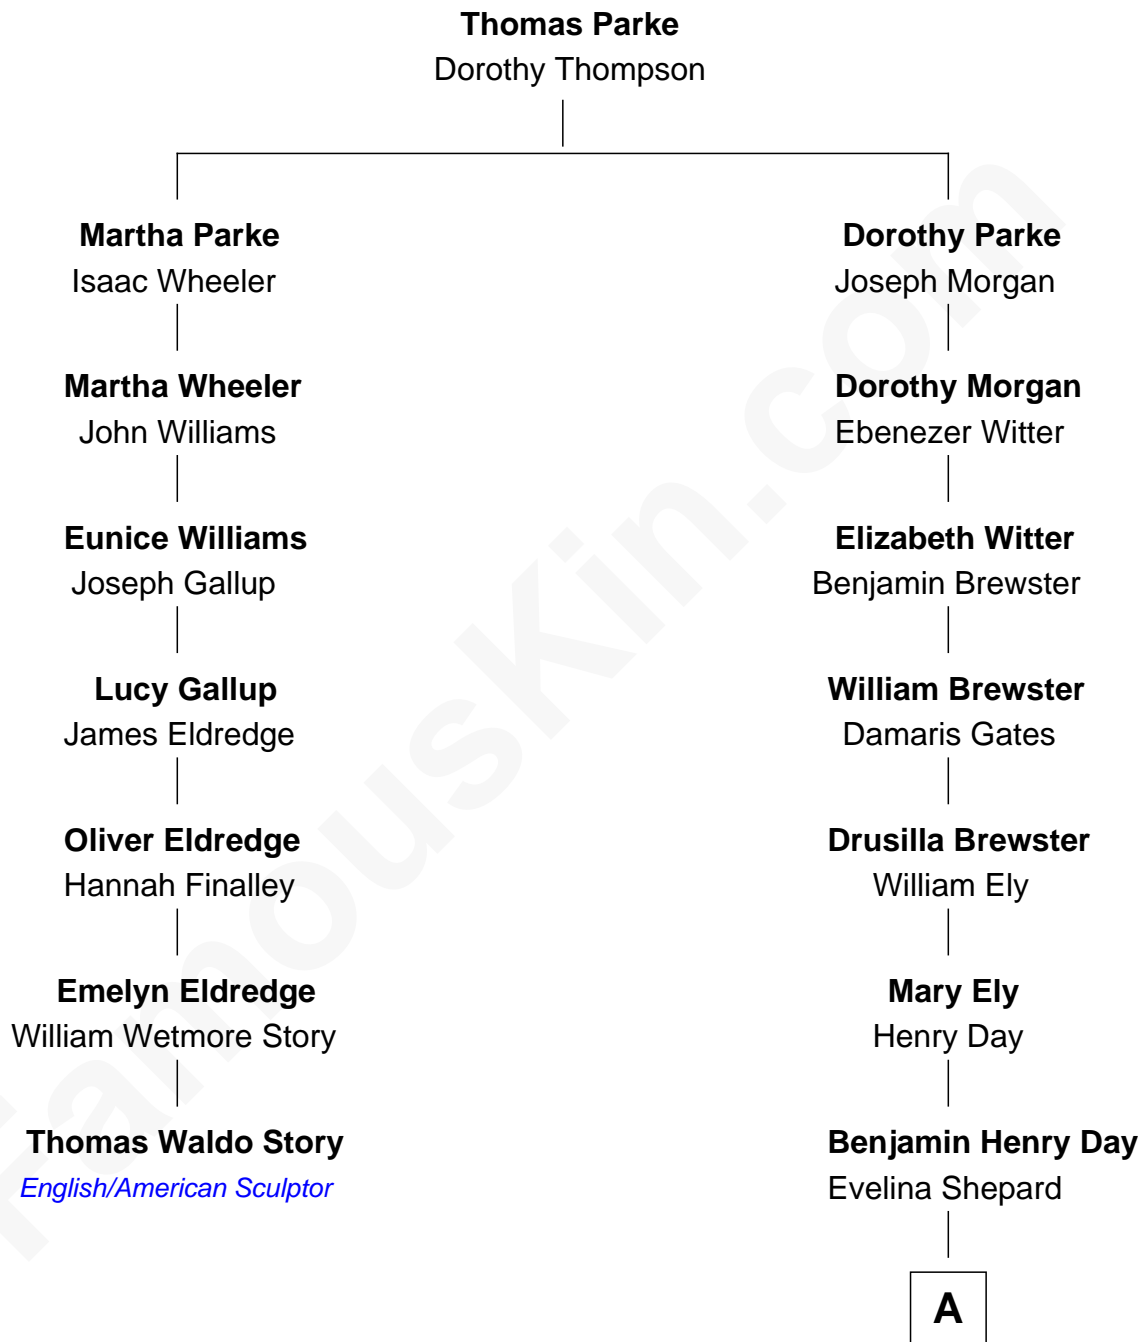 Thomas Parke
Dorothy Thompson
Martha Parke
Isaac Wheeler
Dorothy Parke
Joseph Morgan
Martha Wheeler
John Williams
Dorothy Morgan
Ebenezer Witter
Eunice Williams
Joseph Gallup
Elizabeth Witter
Benjamin Brewster
Lucy Gallup
James Eldredge
William Brewster
Damaris Gates
Oliver Eldredge
Hannah Finalley
Drusilla Brewster
William Ely
Emelyn Eldredge
William Wetmore Story
Mary Ely
Henry Day
Thomas Waldo Story
English/American Sculptor
Benjamin Henry Day
Evelina Shepard
A
FamousKin.com